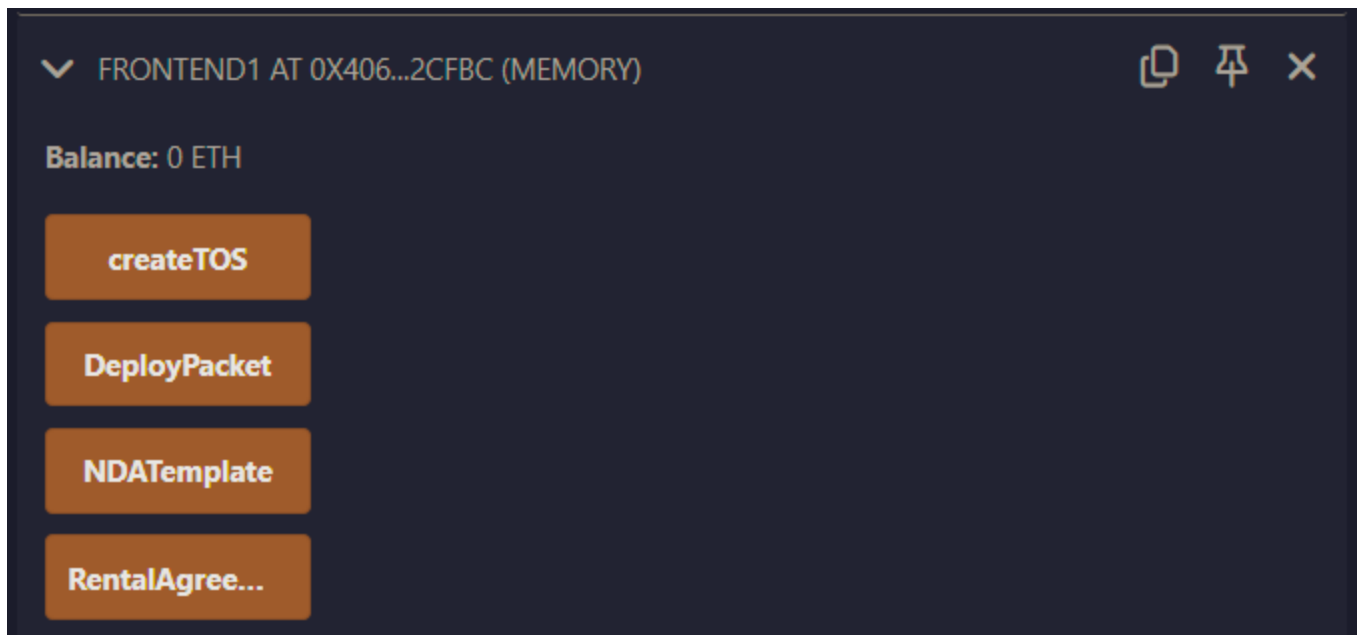 FRONTEND1 AT 0X406...2CFBC (MEMORY)
Balance: 0 ETH
createTOS
DeployPacket
NDATemplate
RentalAgree...